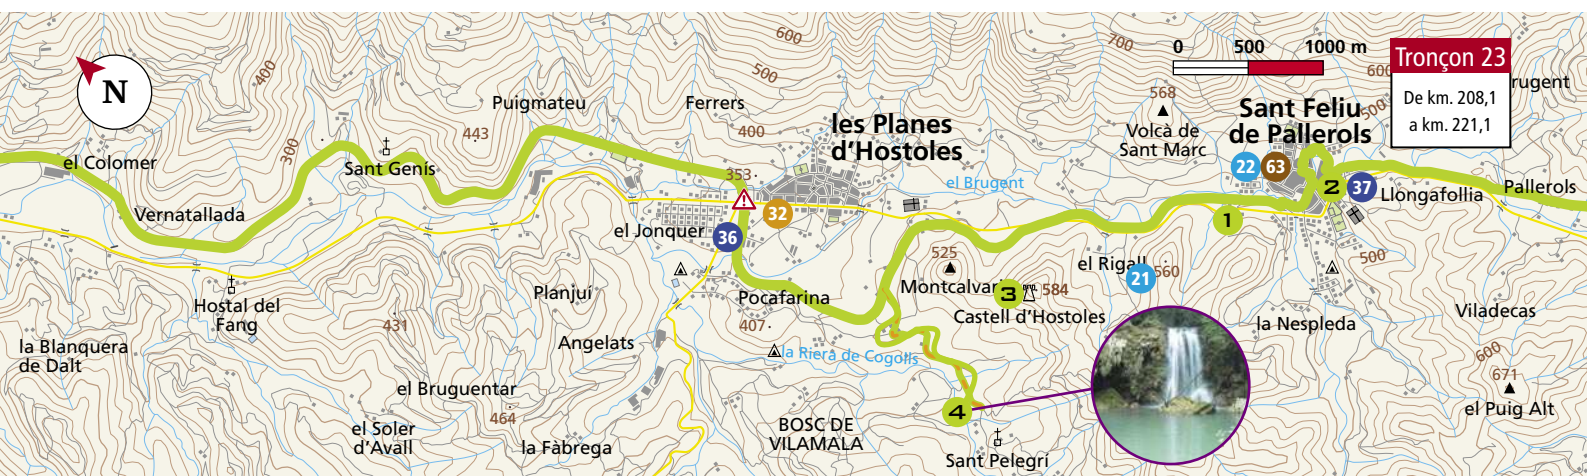 600
700
0 500 1000 m
Tronçon 23
De km. 208,1
a km. 221,1
600
rugent
500
400
500
568
Volcà de
Sant Marc
Sant Feliu
de Pallerols
N
Puigmateu
Ferrers
443
400
les Planes
d'Hostoles
300
el Colomer
Sant Genís
353
el Brugent
22
63
2
37
Llongafollia
Pallerols
Vernatallada
32
1
el Jonquer
36
525
500
el Rigall
560
21
Hostal del
Fang
Planjuí
Pocafarina
Montcalvari
3
584
Castell d'Hostoles
Viladecas
la Nespleda
431
407
Angelats
la Riera de Cogolls
la Blanquera
de Dalt
600
671
el Puig Alt
el Bruguentar
464
4
el Soler
d'Avall
la Fàbrega
BOSC DE
VILAMALA
Sant Pelegrí